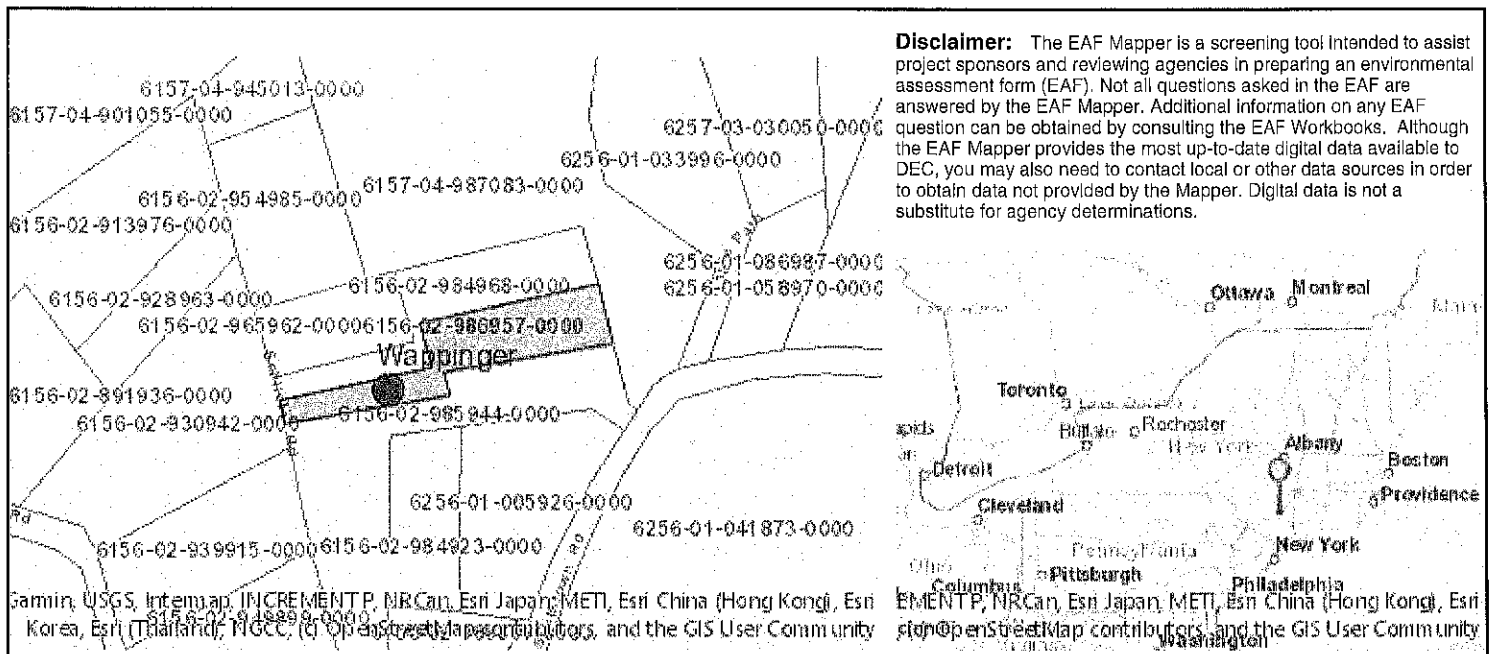 Disclaimer: The EAF Mapper is a screening tool intended to assist
project sponsors and reviewing agencies in preparing an environmental
assessment form (EAF). Not all questions asked in the EAF are
answered by the EAF Mapper. Additional information on any EAF
question can be obtained by consulting the EAF Workbooks. Although
the EAF Mapper provides the most up-to-date digital data available to
DEC, you may also need to contact local or other data sources in order
to obtain data not provided by the Mapper. Digital data is not a
substitute for agency determinations.
6157-04-945013-0000
6157-04-901055-0000
6257-03-030050-0000
6256-01-033996-0000
6157-04-987083-0000
6156-02-954985-0000
6156-02-913976-0000
6256-01-086987-0000
6256-01-058970-0000
6156-02-984968-0000
6156-02-928963-0000
6156-02-965962-0000
6156-02-986957-0000
Wappinger
6156-02-891936-0000
6156-02-985944-0000
6156-02-930942-0000
6256-01-005926-0000
6256-01-041873-0000
Rd
6156-02-939915-0000
6156-02-984923-0000
Garmin, USGS, Intermap, INCREMENT P, NRCan, Esri Japan, METI, Esri China (Hong Kong), Esri
Korea, Esri (Thailand), NGCC, (c) OpenStreetMap contributors, and the GIS User Community
Ottawa
Montreal
Toronto
Buffalo
Rochester
New York
Albany
Detroit
Boston
Providence
Cleveland
New York
Pennsylvania
Ohio
Pittsburgh
Columbus
Philadelphia
EMENT P, NRCan, Esri Japan, METI, Esri China (Hong Kong), Esri
OpenStreetMap contributors, and the GIS User Community
Washington